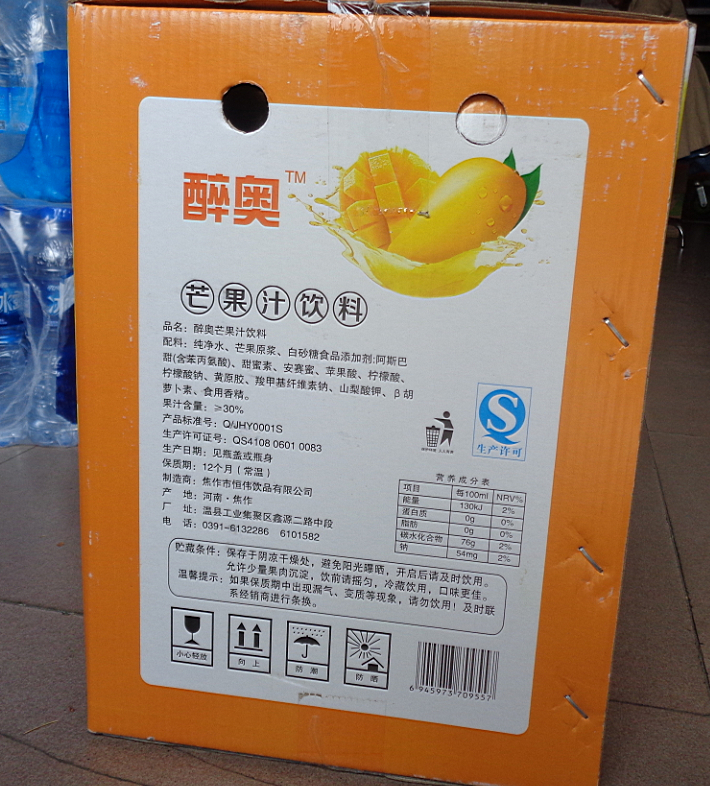 醉奥TM
芒果汁饮料
品名：醉奥芒果汁饮料
配料：纯净水、芒果原浆、白砂糖食品添加剂:阿斯巴
甜(含苯丙氨酸)、甜蜜素、安赛蜜、苹果酸、柠檬酸、
柠檬酸钠、黄原胶、羧甲基纤维素钠、山梨酸钾、β胡
萝卜素、食用香精。
果汁含量：≥30%
产品标准号：Q/JHY0001S
生产许可证号：QS4108 0601 0083
生产日期：见瓶盖或瓶身
保质期：12个月（常温）
制造商：焦作市恒伟饮品有限公司
产 地：河南·焦作
厂 址：温县工业集聚区鑫源二路中段
电 话：0391-6132286 6101582
生产许可
营养成分表
项目 每100ml NRV%
能量 130kJ 2%
蛋白质 0g 0%
脂肪 0g 0%
碳水化合物 76g 2%
钠 54mg 2%
贮藏条件：保存于阴凉干燥处，避免阳光曝晒，开启后请及时饮用。
允许少量果肉沉淀，饮前请摇匀，冷藏饮用，口味更佳。
温馨提示：如果保质期中出现漏气、变质等现象，请勿饮用！及时联
系经销商进行条换。
小心轻放
向上
防潮
防晒
6945973709557